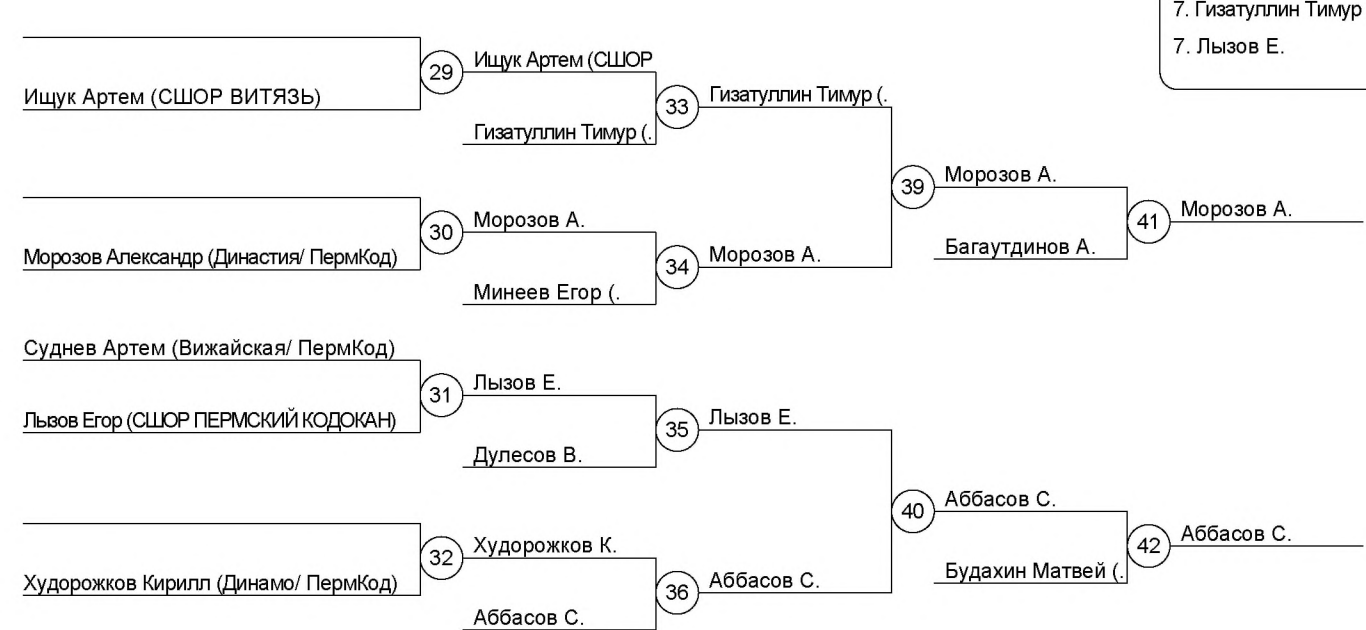 7. Гизатуллин Тимур
7. Лызов Е.
29
Ищук Артем (СШОР
Ищук Артем (СШОР ВИТЯЗЬ)
33
Гизатуллин Тимур (.
Гизатуллин Тимур (.
39
Морозов А.
30
Морозов А.
41
Морозов А.
Морозов Александр (Династия/ ПермКод)
34
Морозов А.
Багаутдинов А.
Минеев Егор (.
Суднев Артем (Вижайская/ ПермКод)
31
Лызов Е.
Лызов Егор (СШОР ПЕРМСКИЙ КОДОКАН)
35
Лызов Е.
Дулесов В.
40
Аббасов С.
32
Худорожков К.
42
Аббасов С.
Худорожков Кирилл (Динамо/ ПермКод)
36
Аббасов С.
Будахин Матвей (.
Аббасов С.